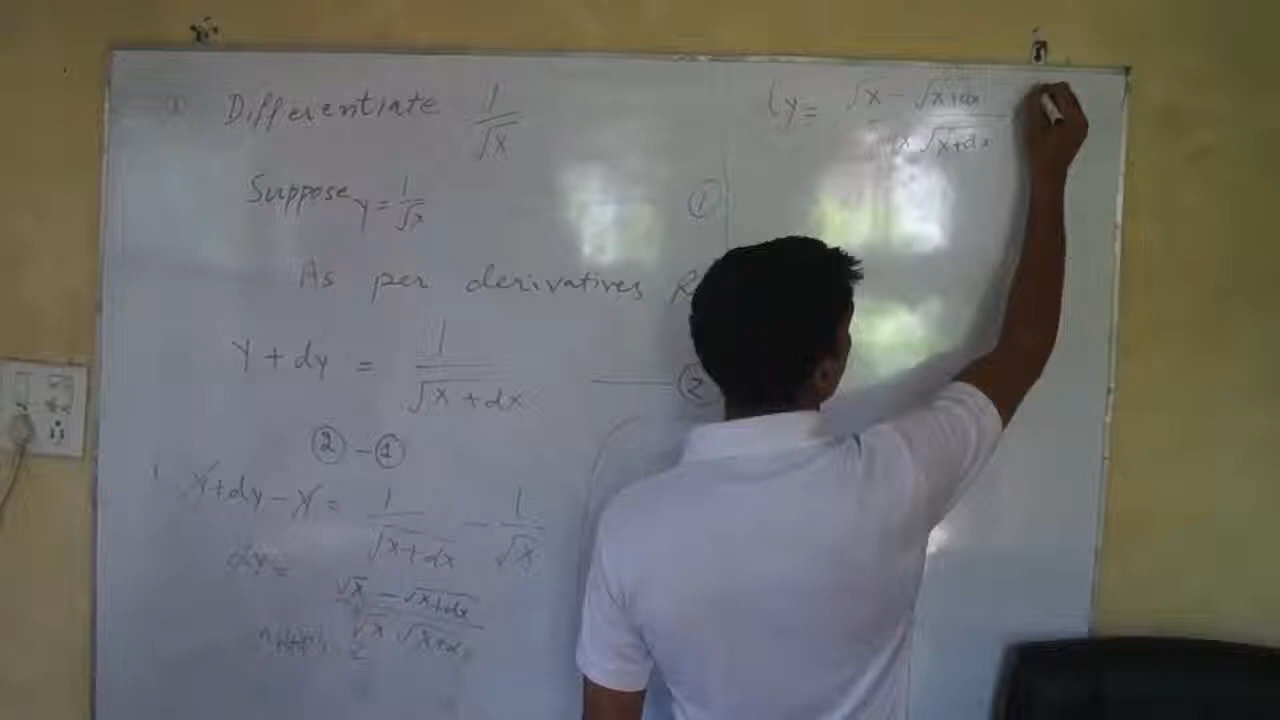 Differentiate 1/√x
Suppose y = 1/√x ①
As per derivatives
y + dy = 1/√x+dx ②
② - ①
y+dy-y = 1/√x+dx - 1/√x
dy =
√x - √x+dx
√x √x+dx
y = √x - √x+dx
x √x+dx